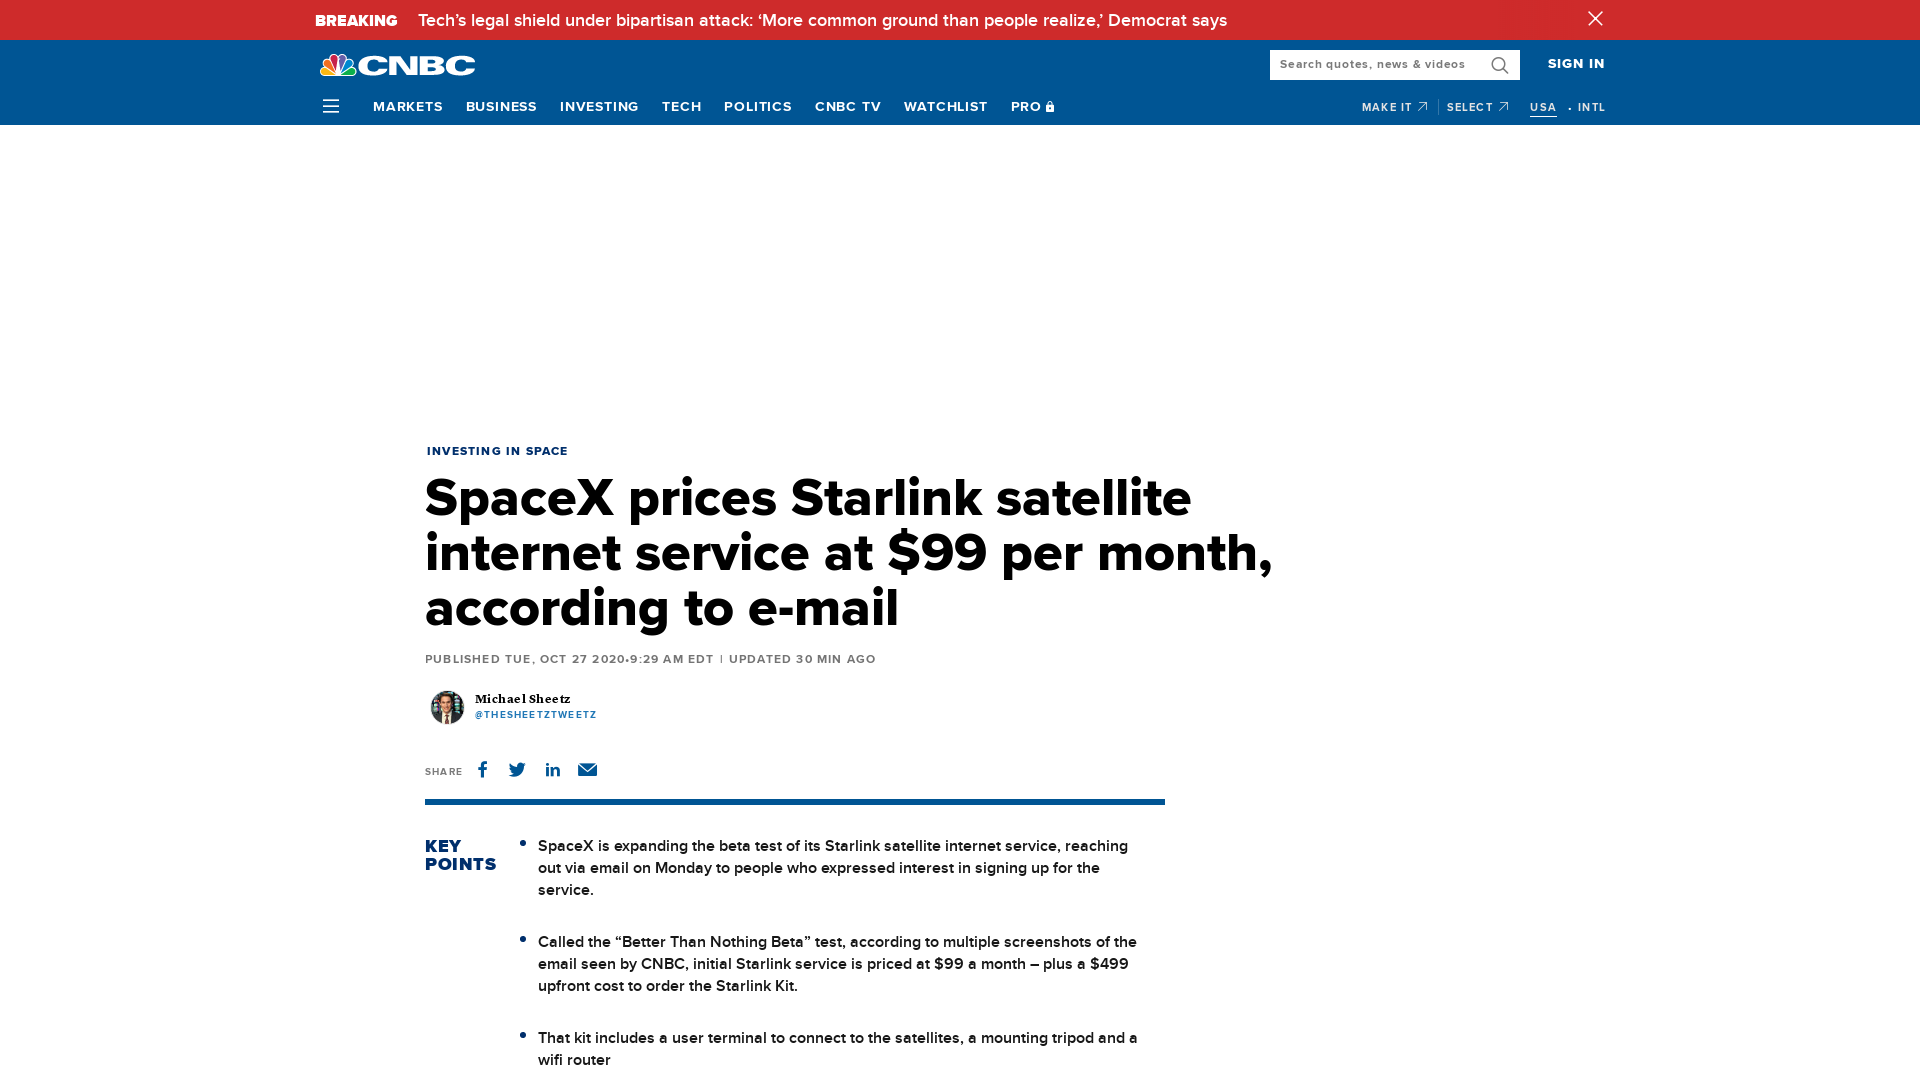 BREAKING Tech’s legal shield under bipartisan attack: ‘More common ground than people realize,’ Democrat says
CNBC
Search quotes, news & videos
SIGN IN
MARKETS BUSINESS INVESTING TECH POLITICS CNBC TV WATCHLIST PRO
MAKE IT SELECT USA • INTL
INVESTING IN SPACE
SpaceX prices Starlink satellite
internet service at $99 per month,
according to e-mail
PUBLISHED TUE, OCT 27 2020•9:29 AM EDT | UPDATED 30 MIN AGO
Michael Sheetz
@THESHEETZTWEETZ
SHARE
KEY
POINTS
• SpaceX is expanding the beta test of its Starlink satellite internet service, reaching
out via email on Monday to people who expressed interest in signing up for the
service.
• Called the “Better Than Nothing Beta” test, according to multiple screenshots of the
email seen by CNBC, initial Starlink service is priced at $99 a month – plus a $499
upfront cost to order the Starlink Kit.
• That kit includes a user terminal to connect to the satellites, a mounting tripod and a
wifi router